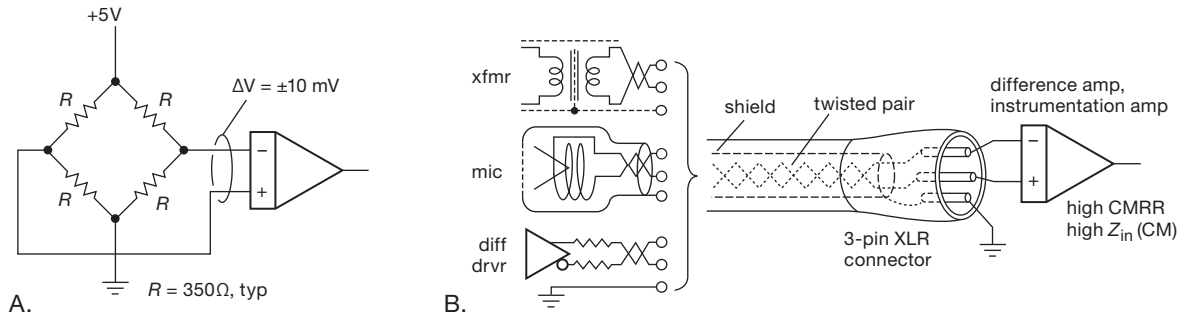 +5V
R
R
R
R
ΔV = ±10 mV
−
+
R = 350Ω, typ
A.
xfmr
mic
diff
drvr
shield
twisted pair
3-pin XLR
connector
difference amp,
instrumentation amp
−
+
high CMRR
high Zin (CM)
B.